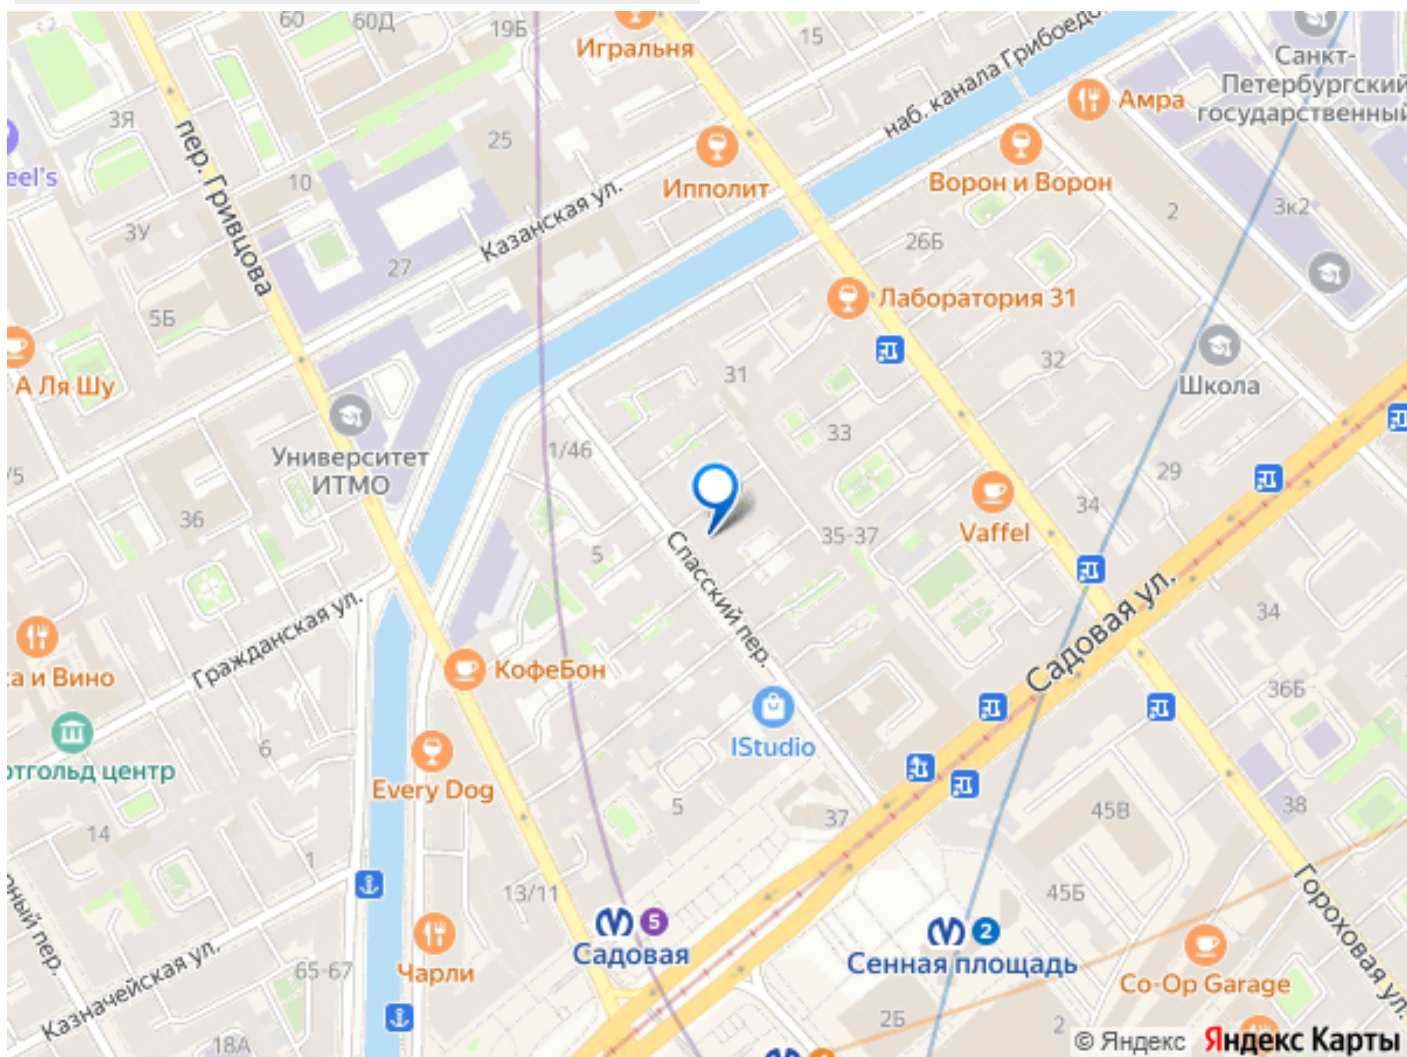 60
60Д
19Б
Игральня
15
Санкт-
Петербургский
государственный
наб. канала Грибоедо
Амра
3Я
пер. Гривцова
25
eel's
Ипполит
Ворон и Ворон
10
Казанская ул.
2
3к2
3У
26Б
27
Лаборатория 31
5Б
32
А Ля Шу
31
Школа
Университет
ИТМО
1/46
33
29
/5
36
34
Vaffel
35-37
5
Спасский пер.
Гражданская ул.
Садовая ул.
34
КофеБон
а и Вино
36Б
IStudio
6
ртгольд центр
Every Dog
5
37
45В
38
14
1
13/11
45Б
5
Садовая
2
Сенная площадь
Гороховая ул.
рный пер.
Чарли
65-67
Co-Op Garage
Казначейская ул.
2Б
2
18А
© Яндекс Яндекс Карты